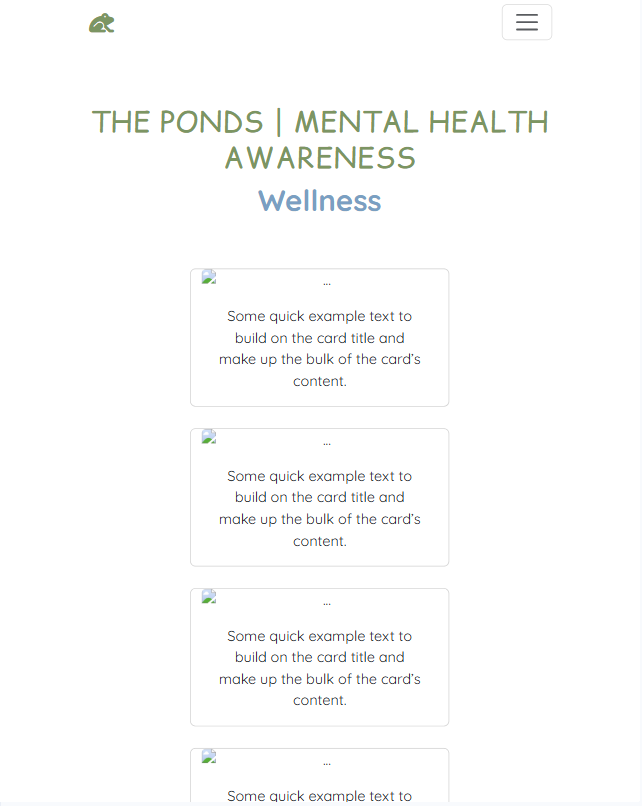 THE PONDS | MENTAL HEALTH
AWARENESS
Wellness
...
Some quick example text to
build on the card title and
make up the bulk of the card's
content.
...
Some quick example text to
build on the card title and
make up the bulk of the card's
content.
...
Some quick example text to
build on the card title and
make up the bulk of the card's
content.
...
Some quick example text to